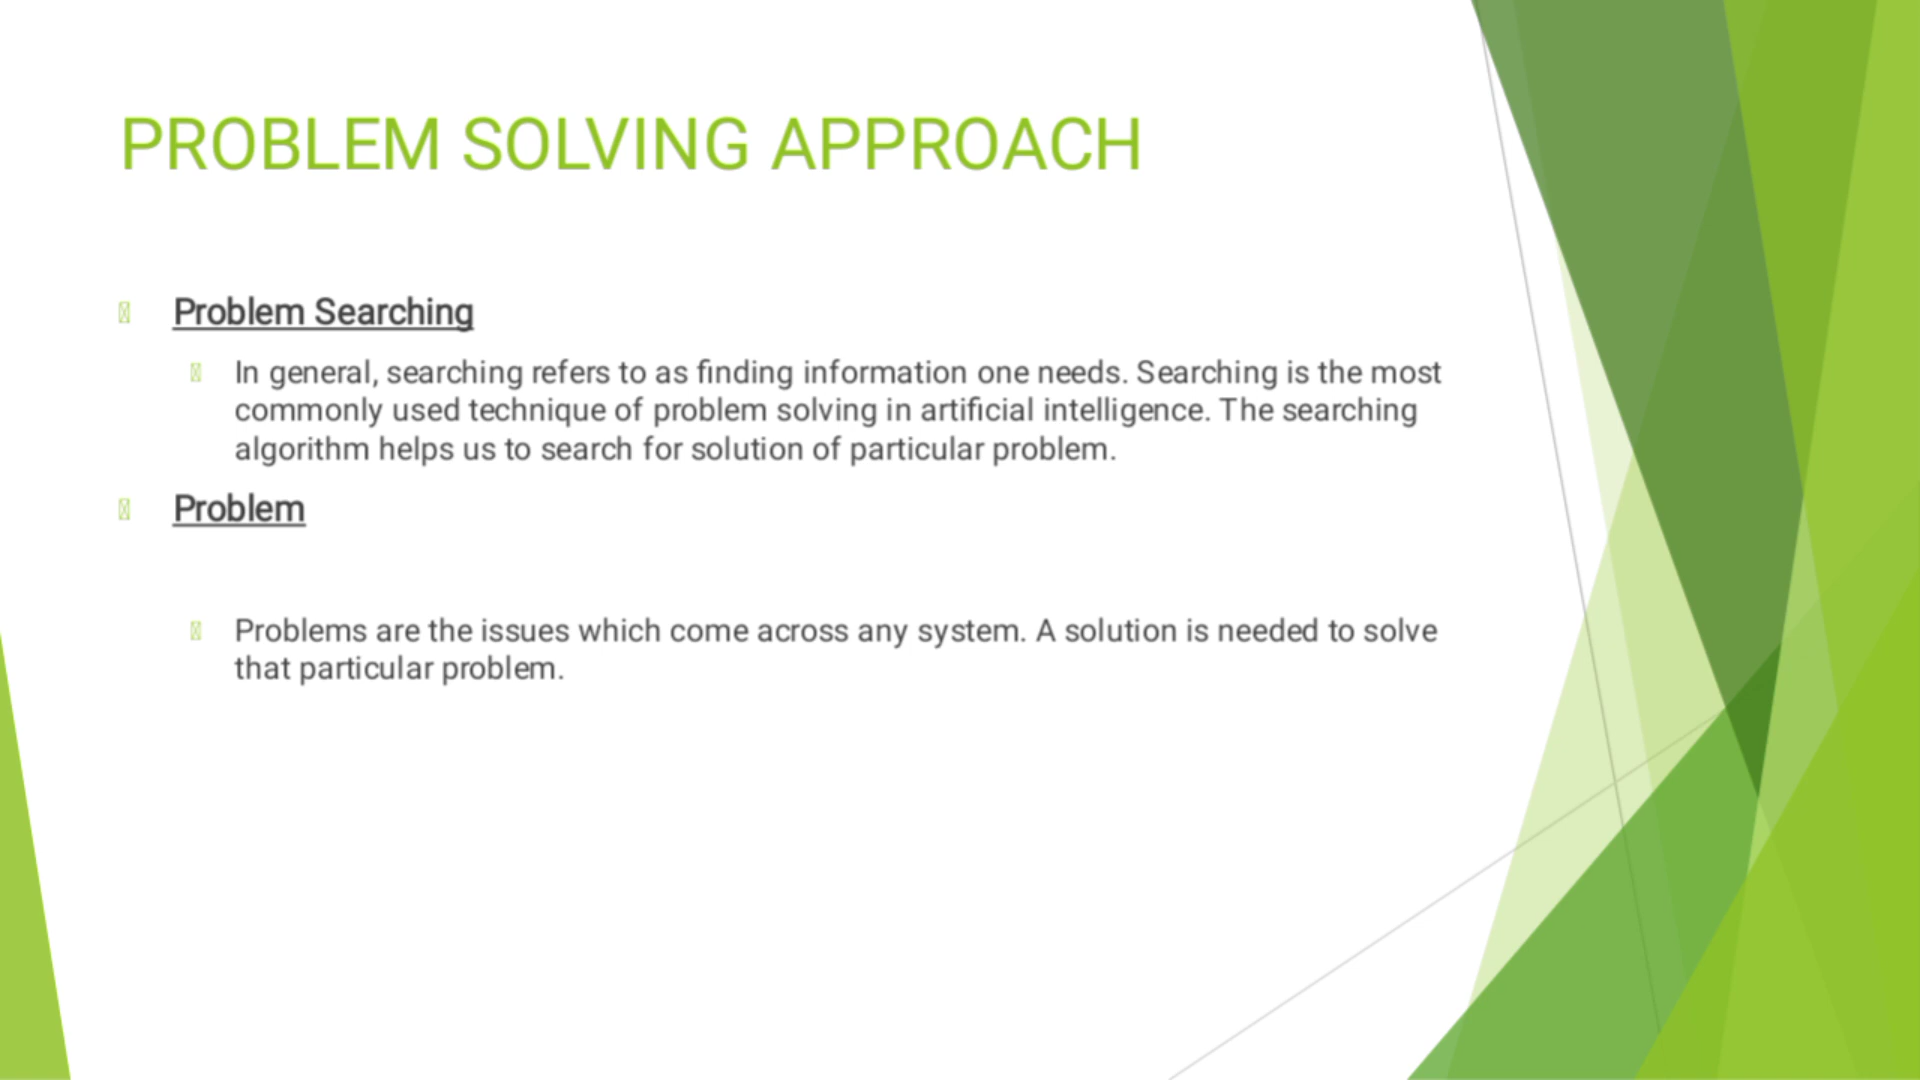 PROBLEM SOLVING APPROACH
Problem Searching
In general, searching refers to as finding information one needs. Searching is the most
commonly used technique of problem solving in artificial intelligence. The searching
algorithm helps us to search for solution of particular problem.
Problem
Problems are the issues which come across any system. A solution is needed to solve
that particular problem.